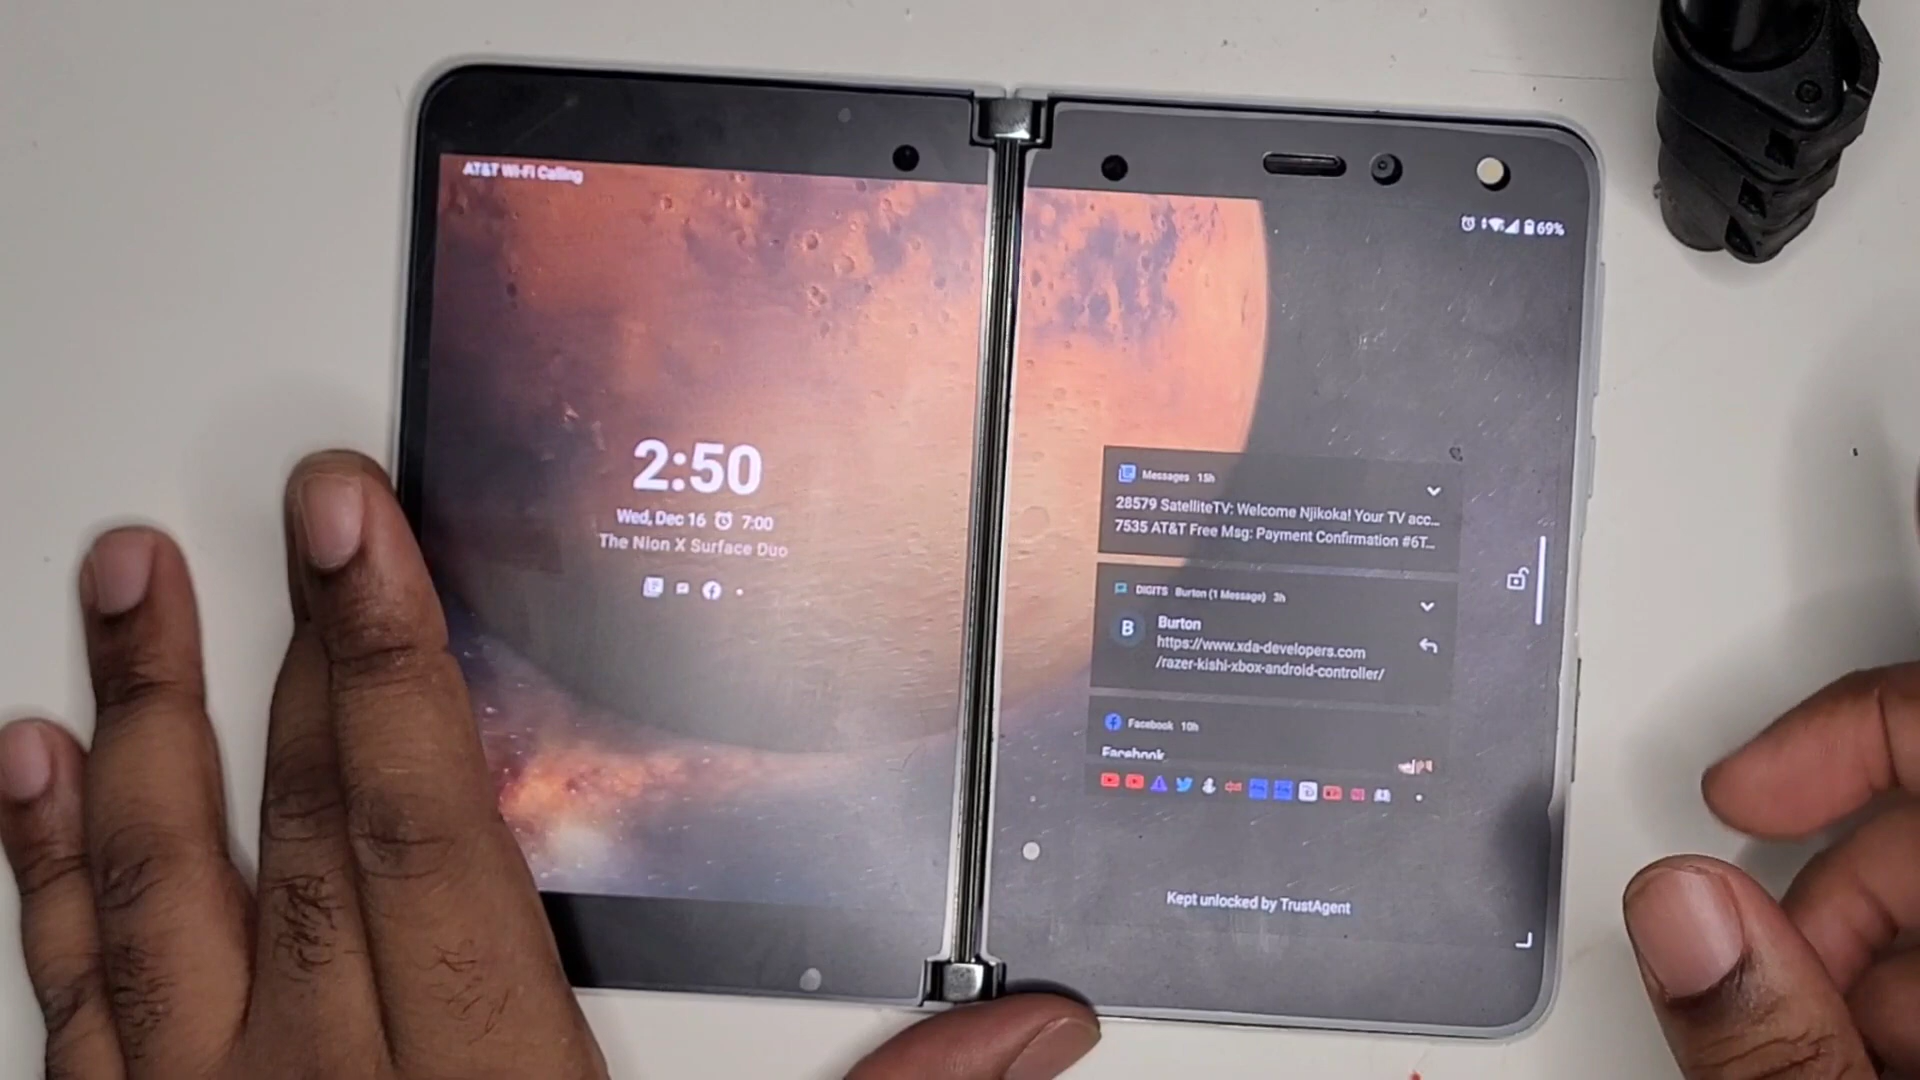 AT&T Wi-Fi Calling
69%
2:50
Wed, Dec 16 7:00
The Nion X Surface Duo
Messages 15h
28579 SatelliteTV: Welcome Njikoka! Your TV acc...
7535 AT&T Free Msg: Payment Confirmation #6T...
DIGITS Burton (1 Message) 3h
B
Burton
https://www.xda-developers.com
/razer-kishi-xbox-android-controller/
Facebook 10h
Facebook
Kept unlocked by TrustAgent